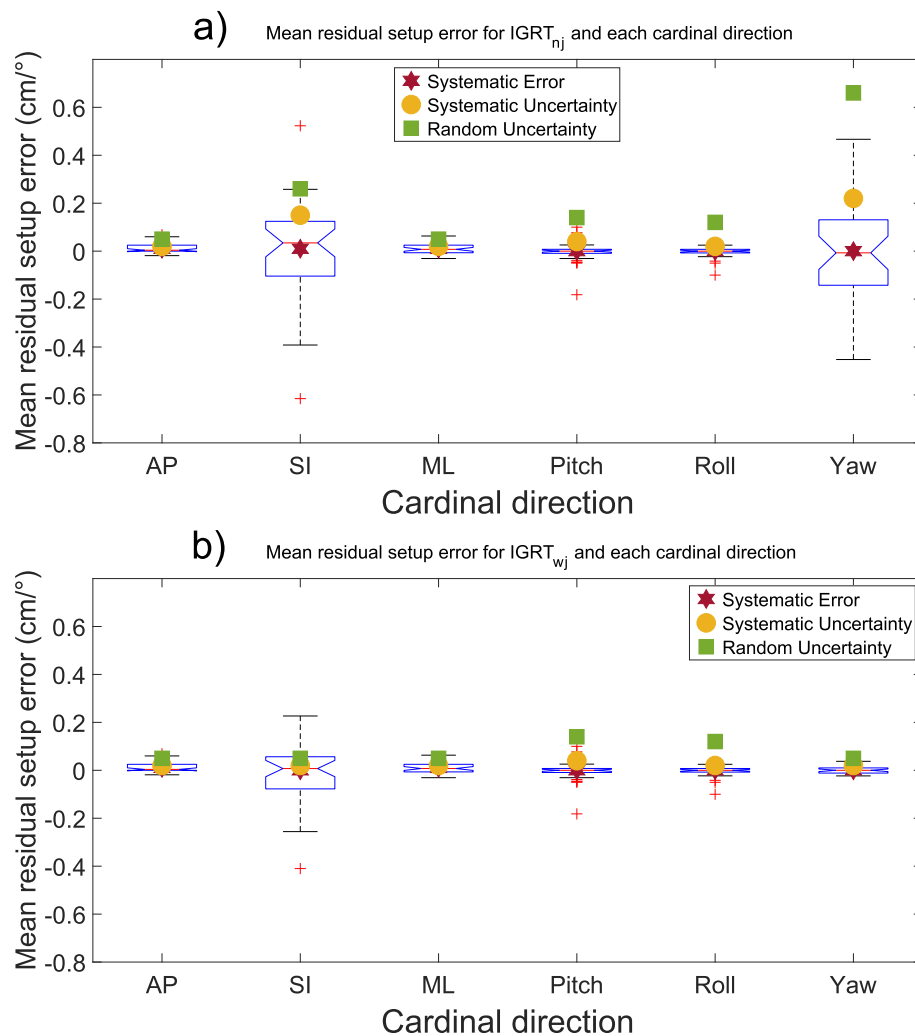 a) Mean residual setup error for IGRTnj and each cardinal direction
Systematic Error
Systematic Uncertainty
Random Uncertainty
Mean residual setup error (cm/°)
0.6
0.4
0.2
0
-0.2
-0.4
-0.6
-0.8
AP SI ML Pitch Roll Yaw
Cardinal direction
b) Mean residual setup error for IGRTwj and each cardinal direction
Systematic Error
Systematic Uncertainty
Random Uncertainty
Mean residual setup error (cm/°)
0.6
0.4
0.2
0
-0.2
-0.4
-0.6
-0.8
AP SI ML Pitch Roll Yaw
Cardinal direction